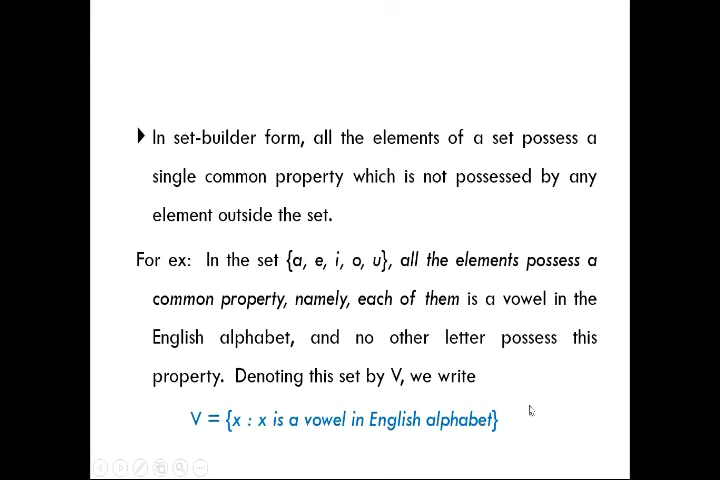 In set-builder form, all the elements of a set possess a
single common property which is not possessed by any
element outside the set.
For ex: In the set {a, e, i, o, u}, all the elements possess a
common property, namely, each of them is a vowel in the
English alphabet, and no other letter possess this
property. Denoting this set by V, we write
V = {x : x is a vowel in English alphabet}